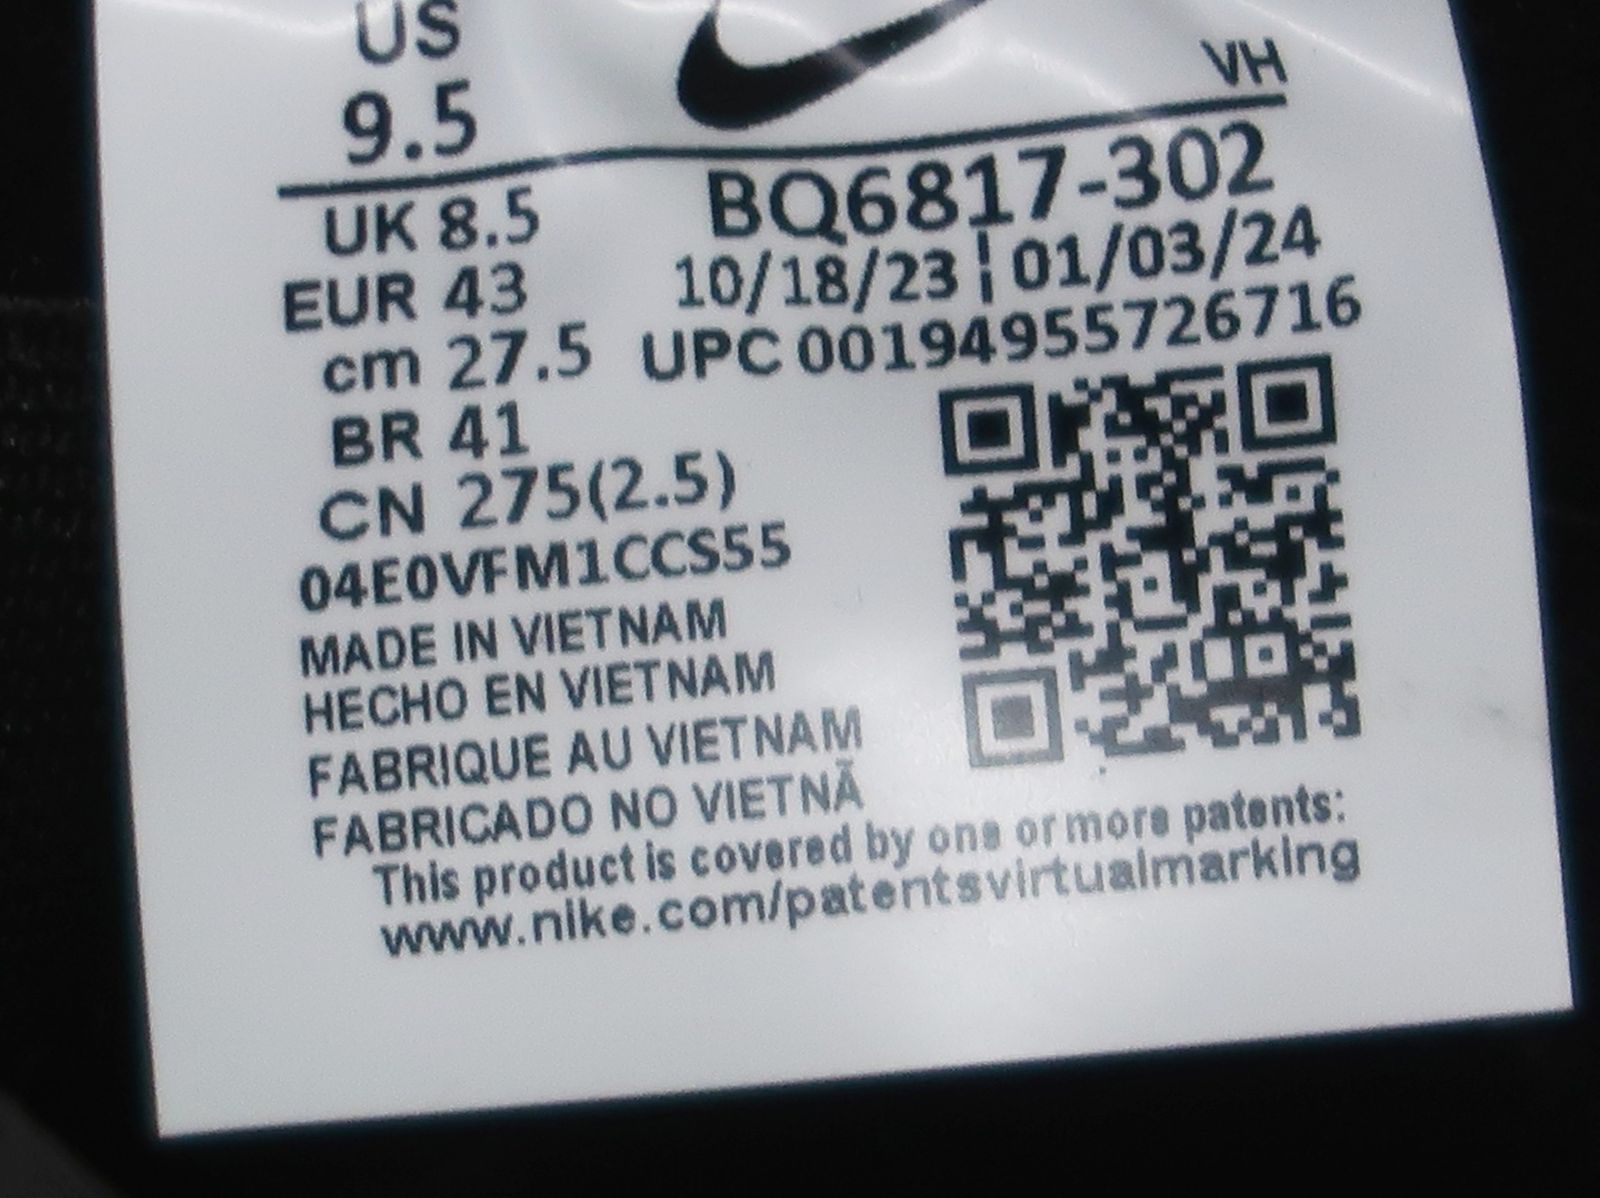 US
9.5
VH
UK 8.5
BQ6817-302
EUR 43
10/18/23 ¦ 01/03/24
cm 27.5
UPC 00194955726716
BR 41
CN 275(2.5)
04E0VFM1CCS55
MADE IN VIETNAM
HECHO EN VIETNAM
FABRIQUE AU VIETNAM
FABRICADO NO VIETNÃ
This product is covered by one or more patents:
www.nike.com/patentsvirtualmarking